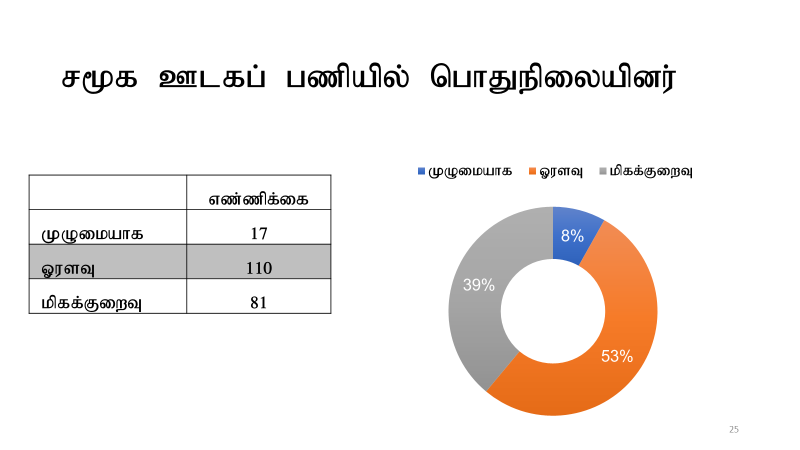 சமூக ஊடகப் பணியில் பொதுநிலையினர்
எண்ணிக்கை
முழுமையாக 17
ஓரளவு 110
மிகக்குறைவு 81
முழுமையாக ஓரளவு மிகக்குறைவு
8%
39%
53%
25